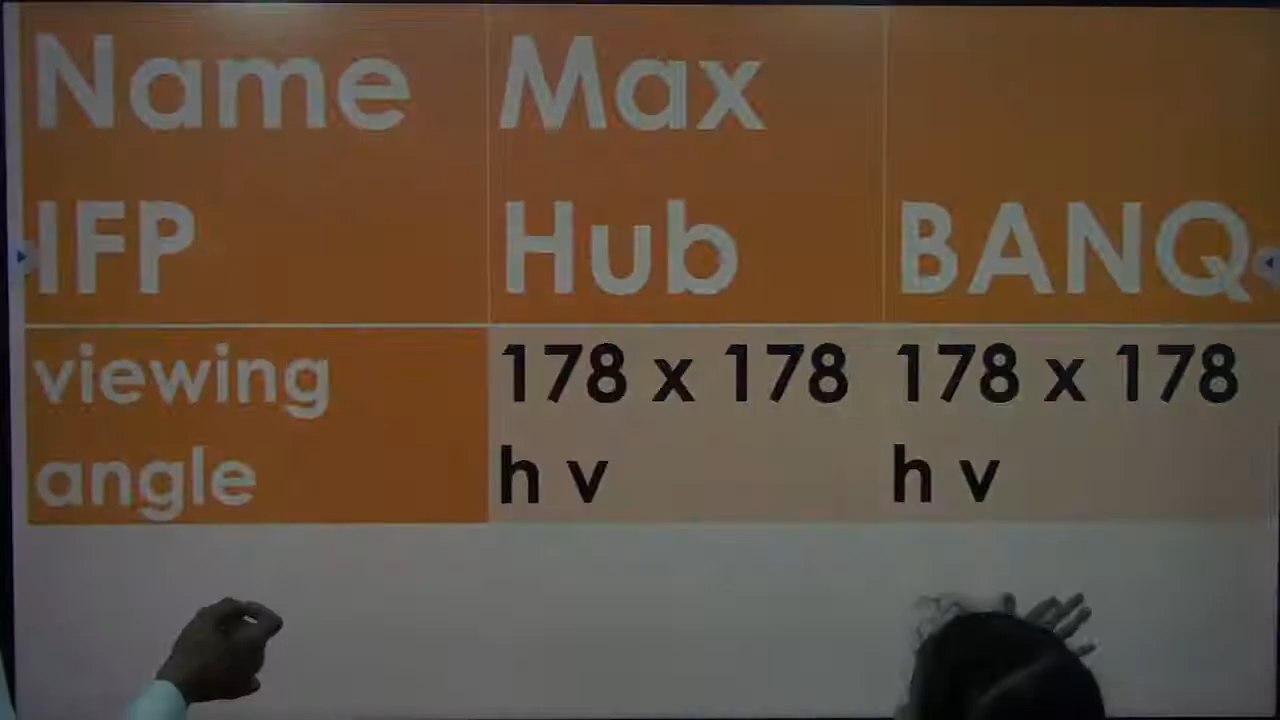 Name IFP
Max Hub
BANQ
viewing angle
178 x 178 h v
178 x 178 h v